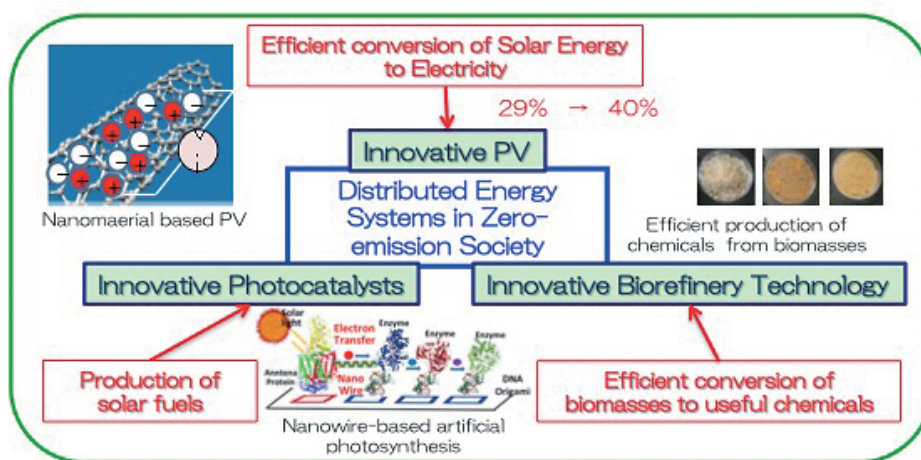 Efficient conversion of Solar Energy
to Electricity
29% → 40%
Innovative PV
Nanomaerial based PV
Distributed Energy
Systems in Zero-
emission Society
Efficient production of
chemicals from biomasses
Innovative Photocatalysts
Innovative Biorefinery Technology
Solar
light
Electron
Transfer
Enzyme
Enzyme
Enzyme
Anntena
Protein
Nano
Wire
DNA
Origami
Production of
solar fuels
Nanowire-based artificial
photosynthesis
Efficient conversion of
biomasses to useful chemicals